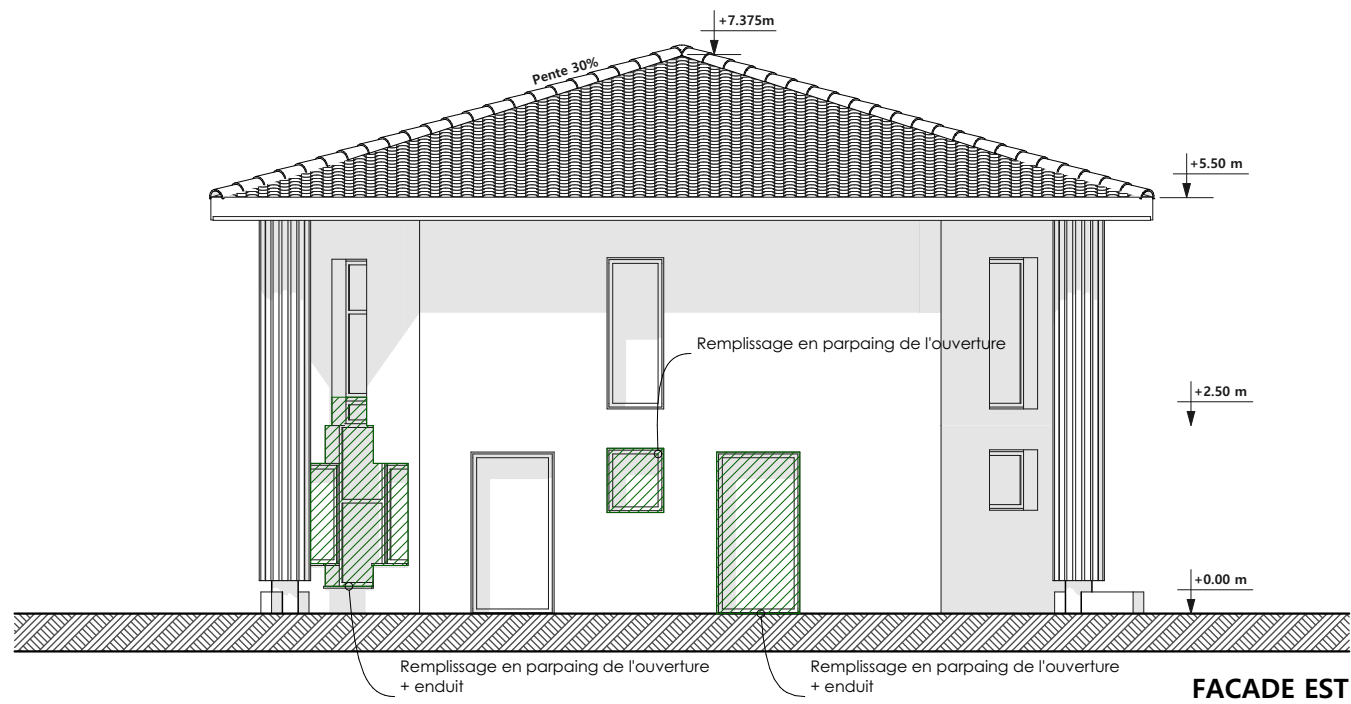 +7.375m
Pente 30%
+5.50 m
Remplissage en parpaing de l'ouverture
+2.50 m
+0.00 m
Remplissage en parpaing de l'ouverture
+ enduit
Remplissage en parpaing de l'ouverture
+ enduit
FACADE EST